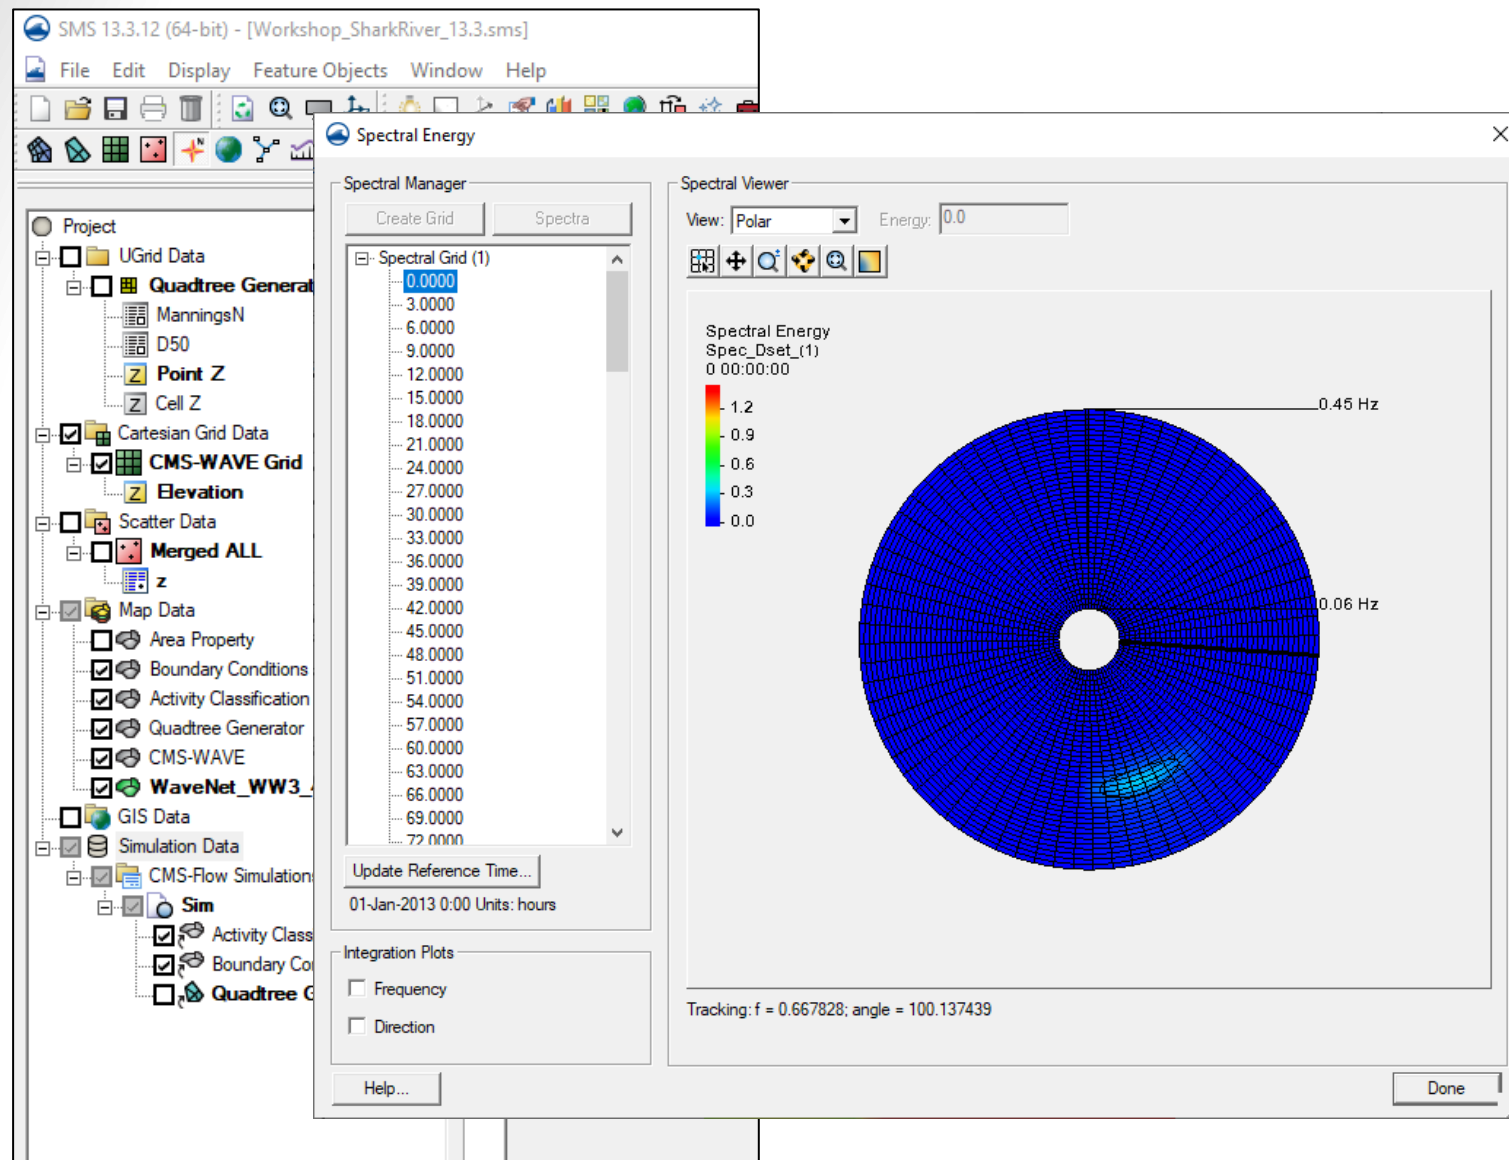 SMS 13.3.12 (64-bit) - [Workshop_SharkRiver_13.3.sms]
File Edit Display Feature Objects Window Help
Project
UGrid Data
Quadtree Generat
ManningsN
D50
Point Z
Cell Z
Cartesian Grid Data
CMS-WAVE Grid
Elevation
Scatter Data
Merged ALL
z
Map Data
Area Property
Boundary Conditions
Activity Classification
Quadtree Generator
CMS-WAVE
WaveNet_WW3_
GIS Data
Simulation Data
CMS-Flow Simulation
Sim
Activity Class
Boundary Co
Quadtree G
Spectral Energy
Spectral Manager
Create Grid Spectra
Spectral Grid (1)
0.0000
3.0000
6.0000
9.0000
12.0000
15.0000
18.0000
21.0000
24.0000
27.0000
30.0000
33.0000
36.0000
39.0000
42.0000
45.0000
48.0000
51.0000
54.0000
57.0000
60.0000
63.0000
66.0000
69.0000
72.0000
Update Reference Time...
01-Jan-2013 0:00 Units: hours
Integration Plots
Frequency
Direction
Help...
Spectral Viewer
View: Polar Energy: 0.0
Spectral Energy
Spec_Dset_(1)
0 00:00:00
1.2
0.9
0.6
0.3
0.0
0.45 Hz
0.06 Hz
Tracking: f = 0.667828; angle = 100.137439
Done